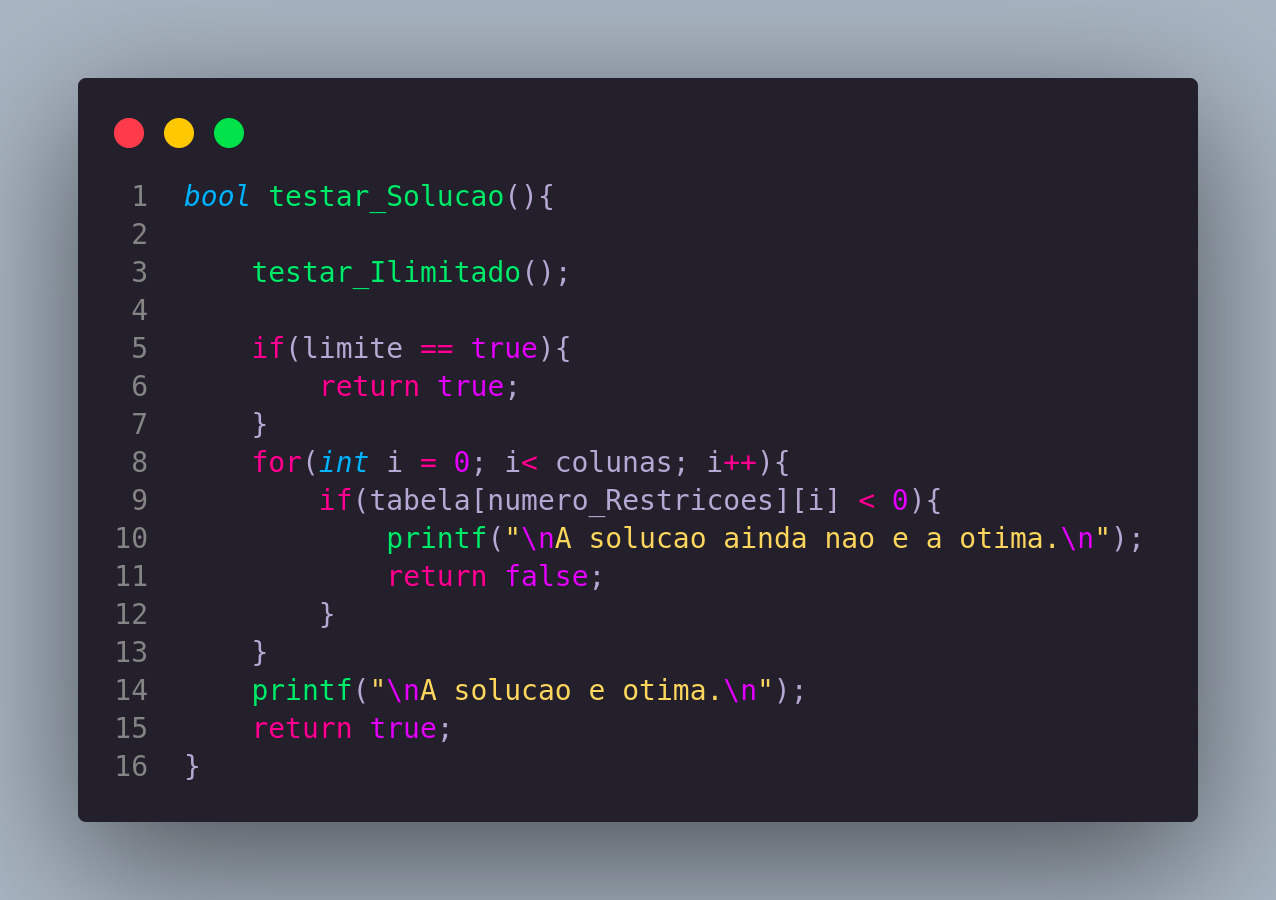 1 bool testar_Solucao(){
2
3     testar_Ilimitado();
4
5     if(limite == true){
6         return true;
7     }
8     for(int i = 0; i< colunas; i++){
9         if(tabela[numero_Restricoes][i] < 0){
10             printf("\nA solucao ainda nao e a otima.\n");
11             return false;
12         }
13     }
14     printf("\nA solucao e otima.\n");
15     return true;
16 }